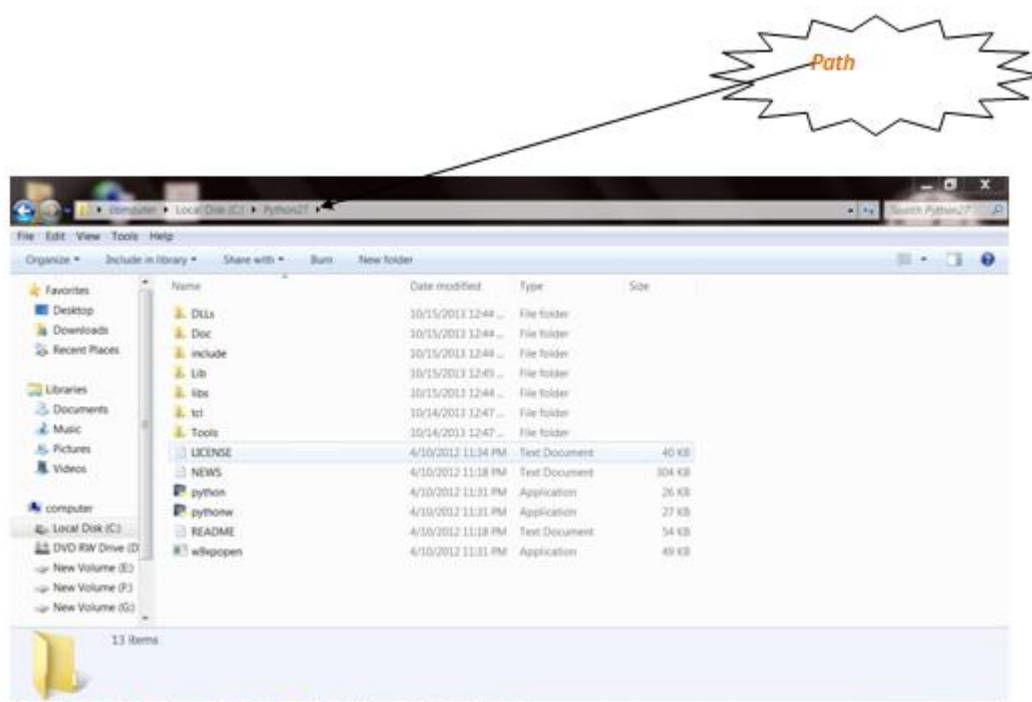 Path
computer Local Disk (C:) Python27
Search Python27
File Edit View Tools Help
Organize Include in library Share with Burn New folder
Name Date modified Type Size
Favorites
Desktop
Downloads
Recent Places
Libraries
Documents
Music
Pictures
Videos
computer
Local Disk (C:)
DVD RW Drive (D
New Volume (E:)
New Volume (F:)
New Volume (G:)
DLLs 10/15/2013 12:44 ... File folder
Doc 10/15/2013 12:44 ... File folder
include 10/15/2013 12:44 ... File folder
Lib 10/15/2013 12:45 ... File folder
libs 10/15/2013 12:44 ... File folder
tcl 10/14/2013 12:47 ... File folder
Tools 10/14/2013 12:47 ... File folder
LICENSE 4/10/2012 11:34 PM Text Document 40 KB
NEWS 4/10/2012 11:18 PM Text Document 304 KB
python 4/10/2012 11:31 PM Application 26 KB
pythonw 4/10/2012 11:31 PM Application 27 KB
README 4/10/2012 11:18 PM Text Document 54 KB
w9xpopen 4/10/2012 11:31 PM Application 49 KB
13 items